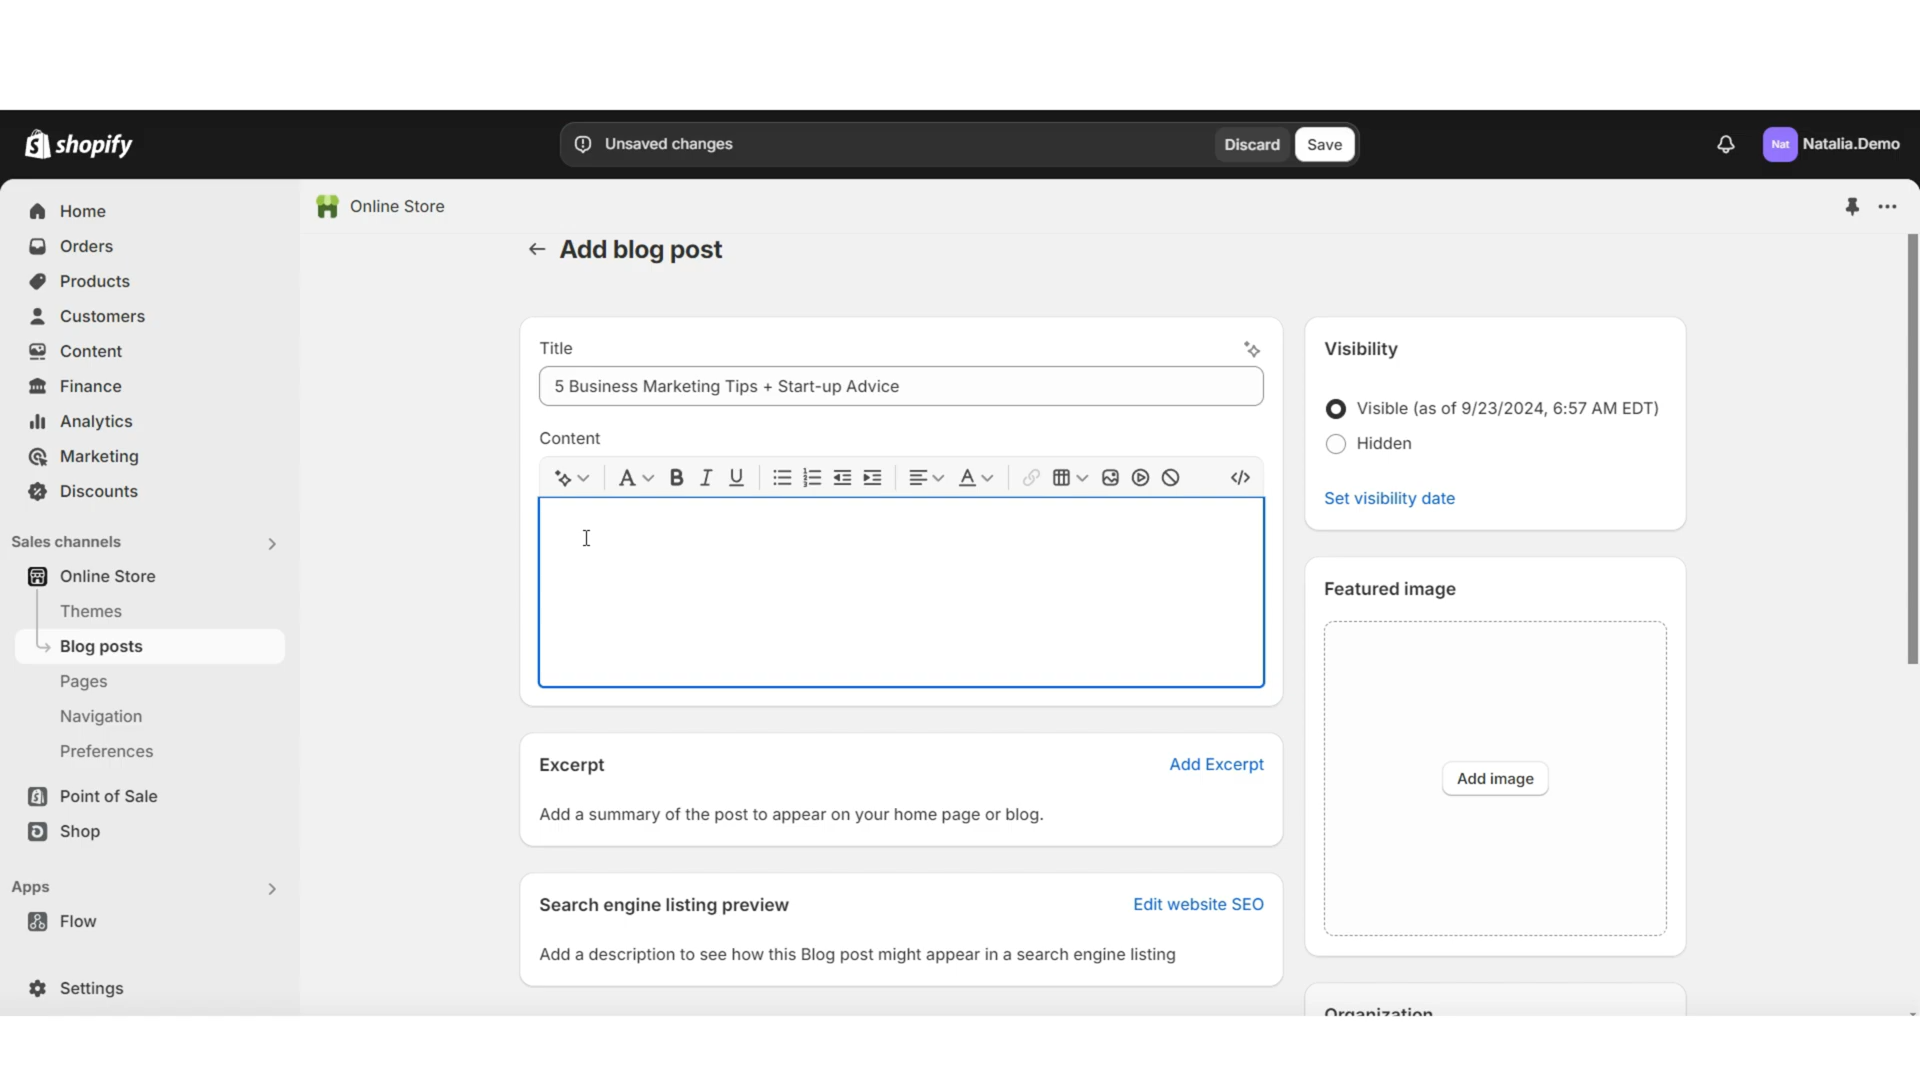 shopify
Unsaved changes
Discard
Save
Nat
Natalia.Demo
Home
Orders
Products
Customers
Content
Finance
Analytics
Marketing
Discounts
Sales channels
Online Store
Themes
Blog posts
Pages
Navigation
Preferences
Point of Sale
Shop
Apps
Flow
Settings
Online Store
Add blog post
Title
5 Business Marketing Tips + Start-up Advice
Content
Excerpt
Add Excerpt
Add a summary of the post to appear on your home page or blog.
Search engine listing preview
Edit website SEO
Add a description to see how this Blog post might appear in a search engine listing
Visibility
Visible (as of 9/23/2024, 6:57 AM EDT)
Hidden
Set visibility date
Featured image
Add image
Organization